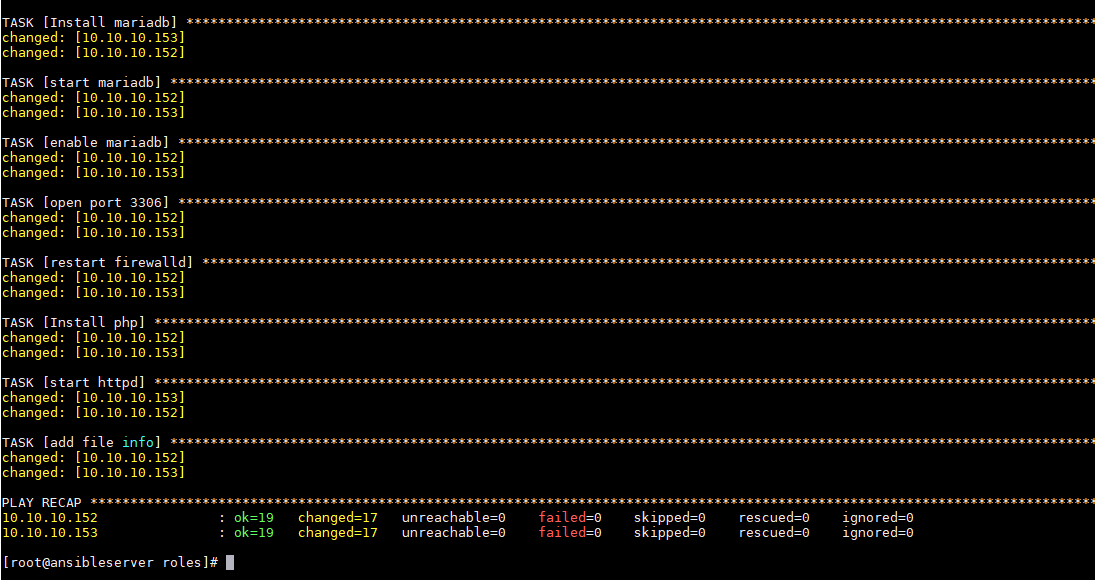 TASK [Install mariadb] ******************************************************************************************************************
changed: [10.10.10.153]
changed: [10.10.10.152]
TASK [start mariadb] ********************************************************************************************************************
changed: [10.10.10.152]
changed: [10.10.10.153]
TASK [enable mariadb] *******************************************************************************************************************
changed: [10.10.10.152]
changed: [10.10.10.153]
TASK [open port 3306] *******************************************************************************************************************
changed: [10.10.10.152]
changed: [10.10.10.153]
TASK [restart firewalld] ****************************************************************************************************************
changed: [10.10.10.152]
changed: [10.10.10.153]
TASK [Install php] **********************************************************************************************************************
changed: [10.10.10.152]
changed: [10.10.10.153]
TASK [start httpd] **********************************************************************************************************************
changed: [10.10.10.153]
changed: [10.10.10.152]
TASK [add file info] ********************************************************************************************************************
changed: [10.10.10.152]
changed: [10.10.10.153]
PLAY RECAP ******************************************************************************************************************************
10.10.10.152               : ok=19   changed=17   unreachable=0    failed=0    skipped=0    rescued=0    ignored=0
10.10.10.153               : ok=19   changed=17   unreachable=0    failed=0    skipped=0    rescued=0    ignored=0
[root@ansibleserver roles]#